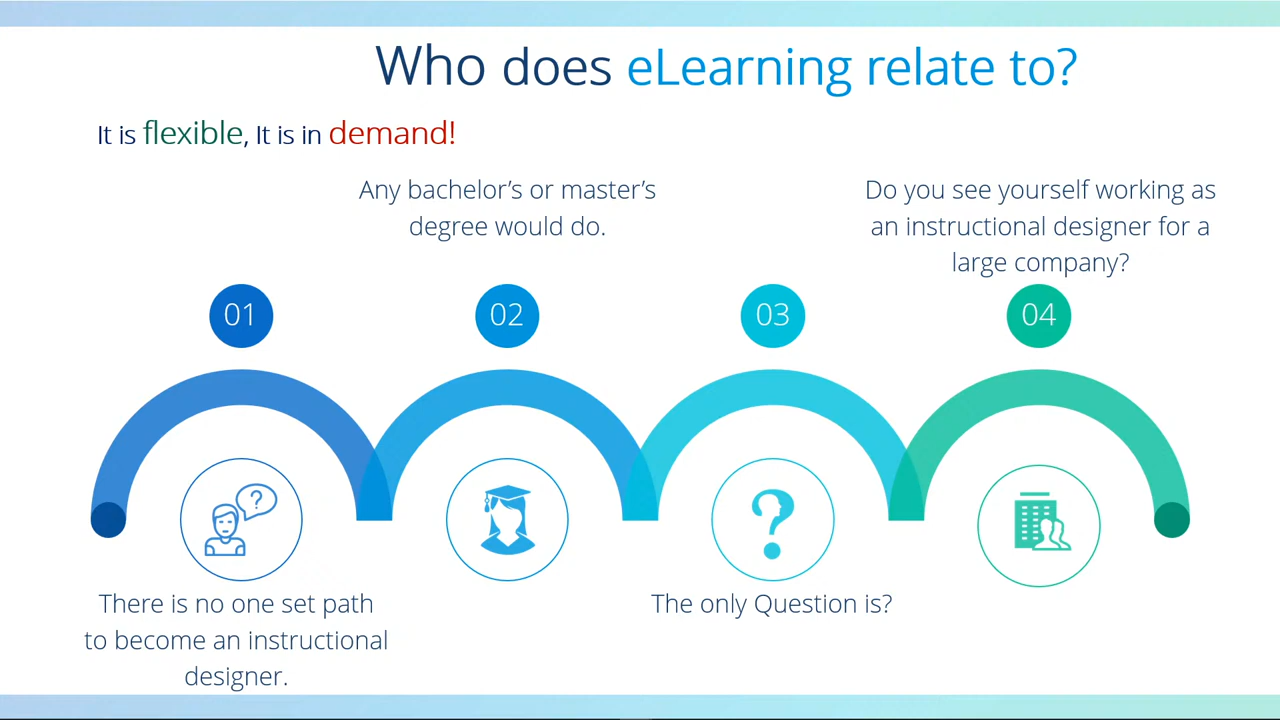 Who does eLearning relate to?
It is flexible, It is in demand!
Any bachelor’s or master’s
degree would do.
Do you see yourself working as
an instructional designer for a
large company?
01
02
03
04
?
There is no one set path
to become an instructional
designer.
The only Question is?